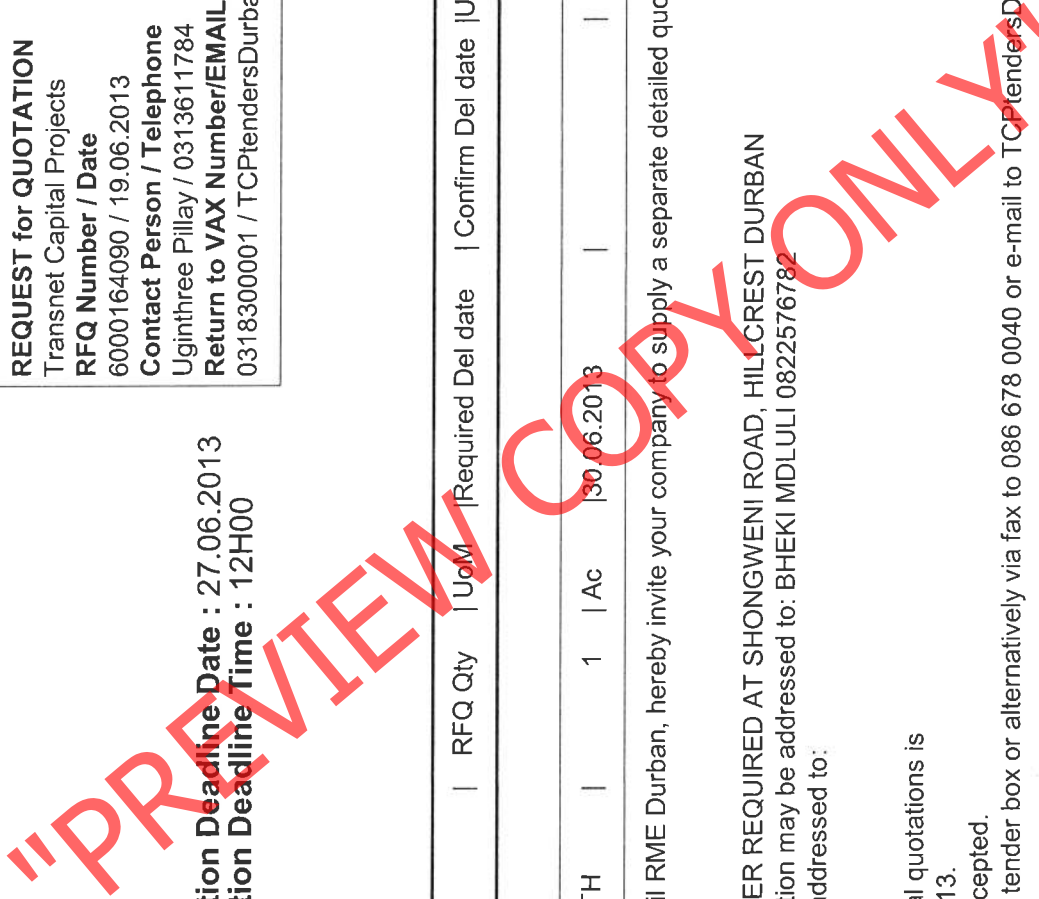 REQUEST for QUOTATION
Transnet Capital Projects
RFQ Number / Date
6000164090 / 19.06.2013
Contact Person / Telephone
Uginthree Pillay / 0313611784
Return to VAX Number/EMAIL
0318300001 / TCPtendersDurba
tion Deadline Date : 27.06.2013
tion Deadline Time : 12H00
| RFQ Qty | UoM |Required Del date | Confirm Del date |U
TH | 1 | Ac |30.06.2013 | |
il RME Durban, hereby invite your company to supply a separate detailed quo
ER REQUIRED AT SHONGWENI ROAD, HILLCREST DURBAN
tion may be addressed to: BHEKI MDLULI 0822576782
addressed to:
al quotations is
13.
cepted.
tender box or alternatively via fax to 086 678 0040 or e-mail to TCPtendersD
"PREVIEW COPY ONLY"